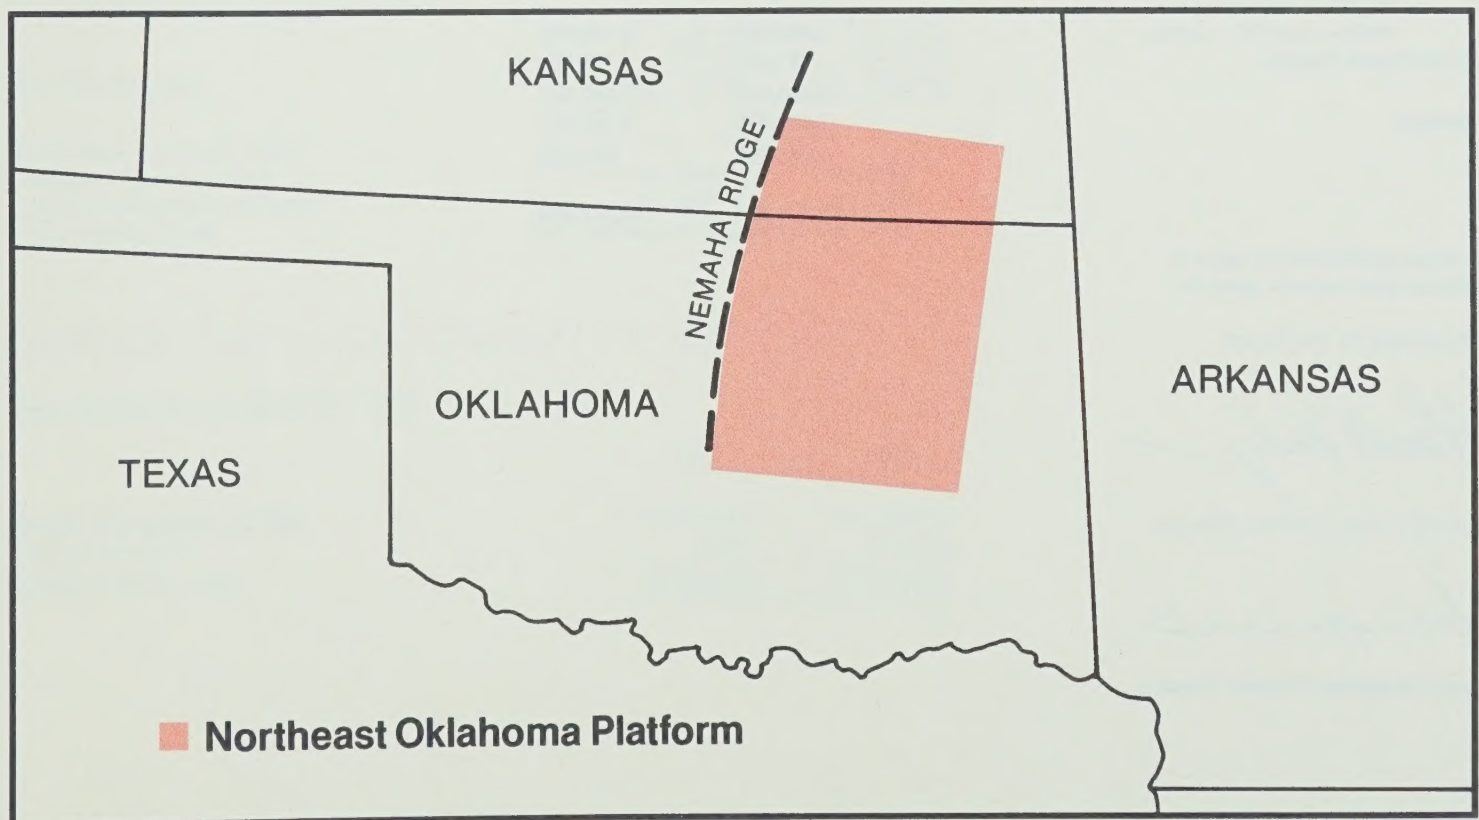 KANSAS
NEMAHA RIDGE
OKLAHOMA
ARKANSAS
TEXAS
Northeast Oklahoma Platform